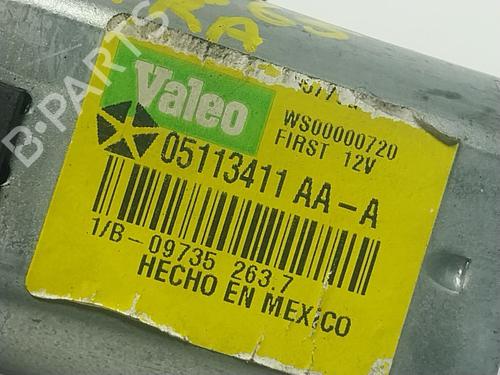 Valeo
WS00000720
FIRST 12V
05113411 AA-A
1/B-09735 263.7
HECHO EN MEXICO
B-PARTS